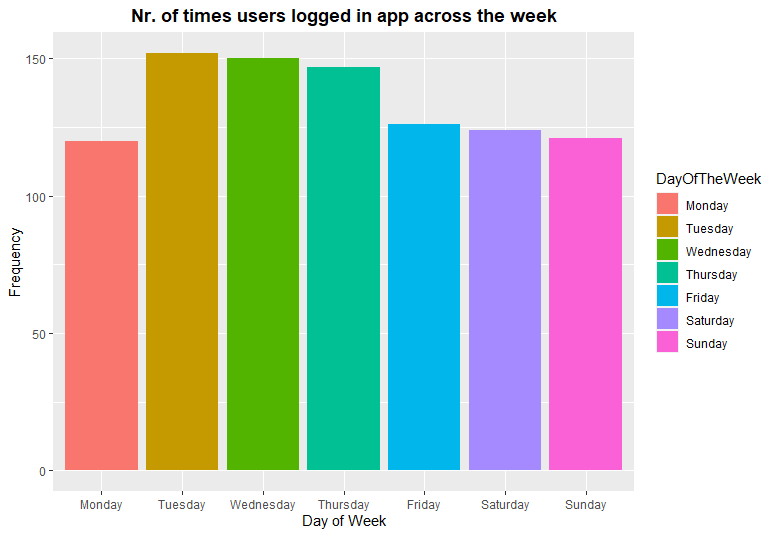 Nr. of times users logged in app across the week
Frequency
150
100
50
0
Monday Tuesday Wednesday Thursday Friday Saturday Sunday
Day of Week
DayOfTheWeek
Monday
Tuesday
Wednesday
Thursday
Friday
Saturday
Sunday